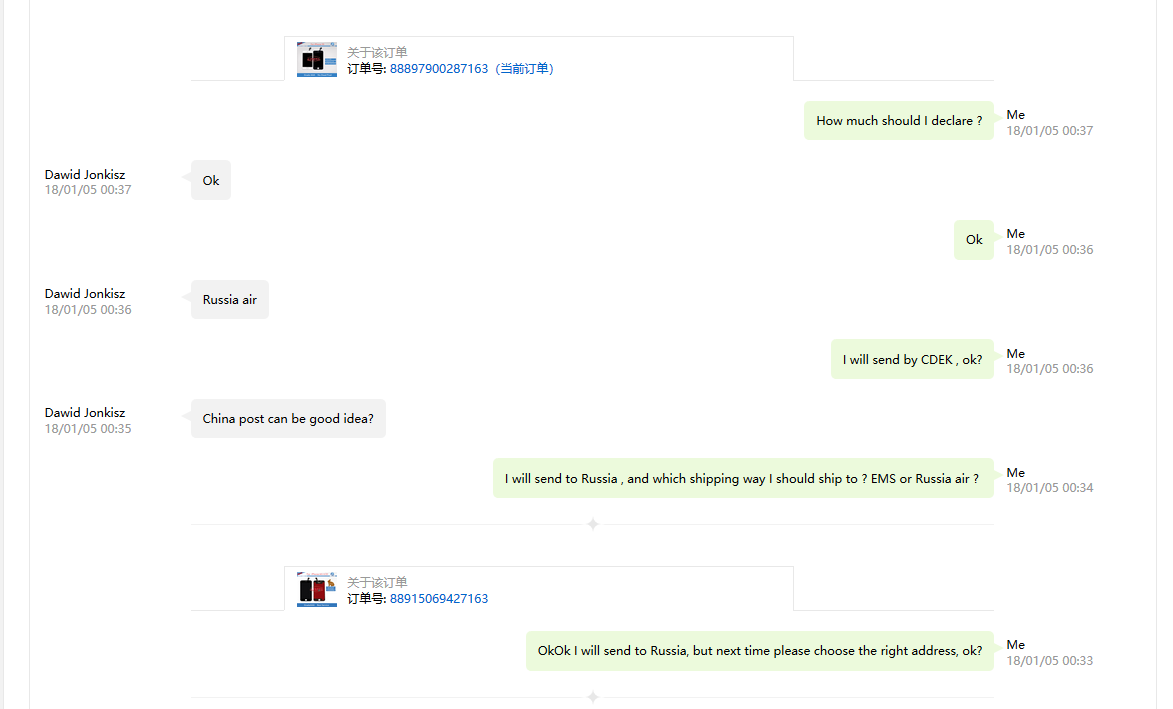 关于该订单
订单号: 88897900287163 (当前订单)
How much should I declare ?
Me
18/01/05 00:37
Dawid Jonkisz
18/01/05 00:37
Ok
Ok
Me
18/01/05 00:36
Dawid Jonkisz
18/01/05 00:36
Russia air
I will send by CDEK , ok?
Me
18/01/05 00:36
Dawid Jonkisz
18/01/05 00:35
China post can be good idea?
I will send to Russia , and which shipping way I should ship to ? EMS or Russia air ?
Me
18/01/05 00:34
关于该订单
订单号: 88915069427163
OkOk I will send to Russia, but next time please choose the right address, ok?
Me
18/01/05 00:33